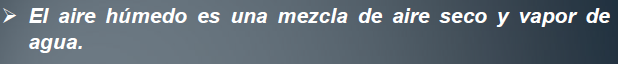 ➢ El aire húmedo es una mezcla de aire seco y vapor de
agua.